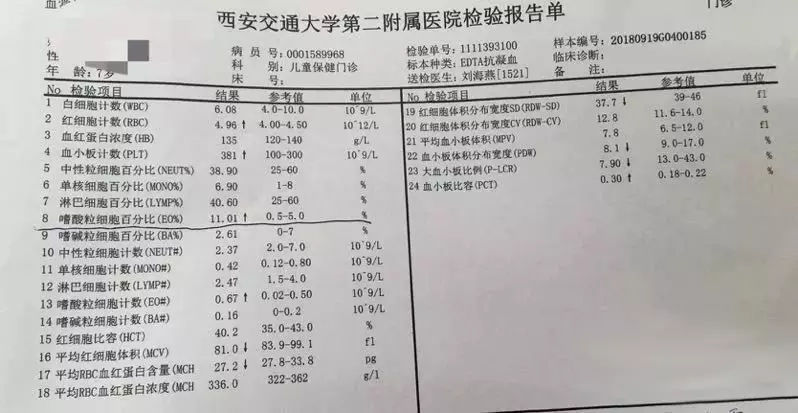 西安交通大学第二附属医院检验报告单
门诊
性
年 龄:7岁
病 员 号:0001589968
科 别:儿童保健门诊
床 号:
检验单号:1111393100
标本种类:EDTA抗凝血
送检医生:刘海燕[1521]
样本编号:20180919G0400185
临床诊断:
备 注:
No 检验项目 结果 参考值 单位
1 白细胞计数(WBC) 6.08 4.0-10.0 10^9/L
2 红细胞计数(RBC) 4.96 ↑ 4.00-4.50 10^12/L
3 血红蛋白浓度(HB) 135 120-140 g/L
4 血小板计数(PLT) 381 ↑ 100-300 10^9/L
5 中性粒细胞百分比(NEUT%) 38.90 25-60 %
6 单核细胞百分比(MONO%) 6.90 1-8 %
7 淋巴细胞百分比(LYMP%) 40.60 25-60 %
8 嗜酸粒细胞百分比(EO%) 11.01 ↑ 0.5-5.0 %
9 嗜碱粒细胞百分比(BA%) 2.61 0-7 %
10 中性粒细胞计数(NEUT#) 2.37 2.0-7.0 10^9/L
11 单核细胞计数(MONO#) 0.42 0.12-0.80 10^9/L
12 淋巴细胞计数(LYMP#) 2.47 1.5-4.0 10^9/L
13 嗜酸粒细胞计数(EO#) 0.67 ↑ 0.02-0.50 10^9/L
14 嗜碱粒细胞计数(BA#) 0.16 0-0.2 10^9/L
15 红细胞比容(HCT) 40.2 35.0-43.0 %
16 平均红细胞体积(MCV) 81.0 ↓ 83.9-99.1 fl
17 平均RBC血红蛋白含量(MCH 27.2 ↓ 27.8-33.8 pg
18 平均RBC血红蛋白浓度(MCH 336.0 322-362 g/l
No 检验项目 结果 参考值 单位
19 红细胞体积分布宽度SD(RDW-SD) 37.7 ↓ 39-46 fl
20 红细胞体积分布宽度CV(RDW-CV) 12.8 11.6-14.0 %
21 平均血小板体积(MPV) 7.8 6.5-12.0 fl
22 血小板体积分布宽度(PDW) 8.1 ↓ 9.0-17.0 %
23 大血小板比例(P-LCR) 7.90 ↓ 13.0-43.0 %
24 血小板比容(PCT) 0.30 ↑ 0.18-0.22 %